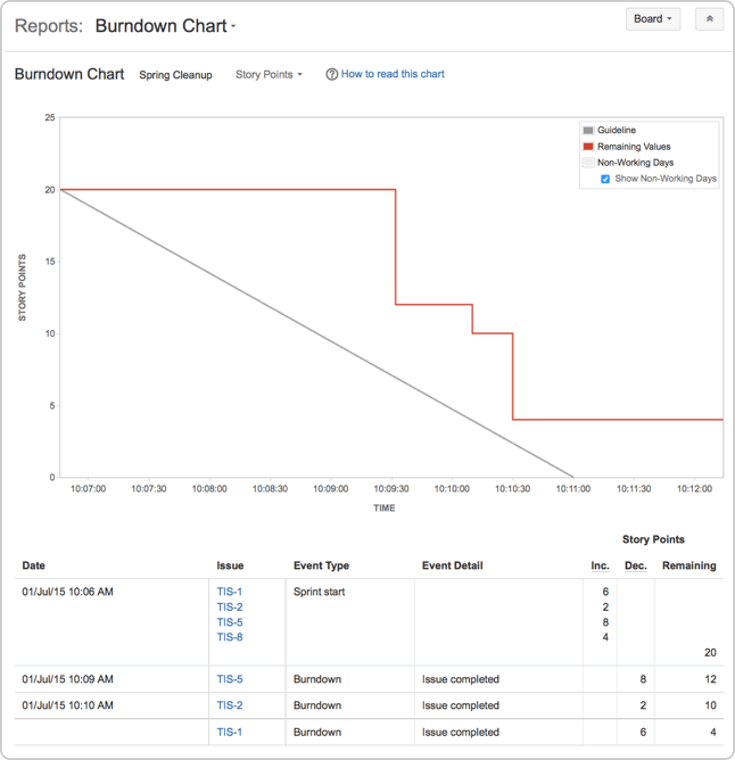 Reports: Burndown Chart
Board
Burndown Chart Spring Cleanup Story Points ? How to read this chart
25
20
15
10
5
0
STORY POINTS
Guideline
Remaining Values
Non-Working Days
Show Non-Working Days
10:07:00 10:07:30 10:08:00 10:08:30 10:09:00 10:09:30 10:10:00 10:10:30 10:11:00 10:11:30 10:12:00
TIME
Story Points
Date Issue Event Type Event Detail Inc. Dec. Remaining
01/Jul/15 10:06 AM TIS-1 Sprint start 6
TIS-2 2
TIS-5 8
TIS-8 4
20
01/Jul/15 10:09 AM TIS-5 Burndown Issue completed 8 12
01/Jul/15 10:10 AM TIS-2 Burndown Issue completed 2 10
TIS-1 Burndown Issue completed 6 4